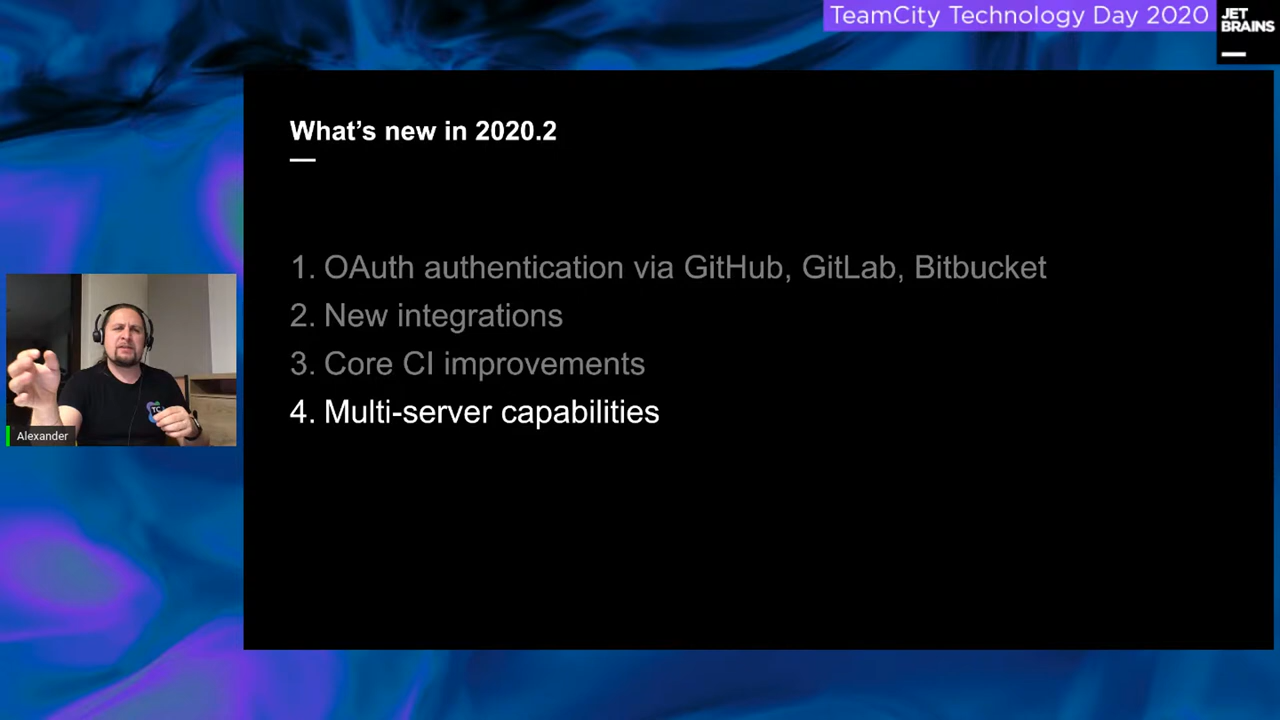 TeamCity Technology Day 2020
JET
BRAINS
What's new in 2020.2
1. OAuth authentication via GitHub, GitLab, Bitbucket
2. New integrations
3. Core CI improvements
4. Multi-server capabilities
TC
Alexander